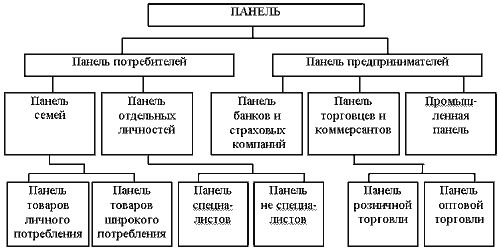 ПАНЕЛЬ
Панель потребителей
Панель предпринимателей
Панель
семей
Панель
отдельных
личностей
Панель
банков и
страховых
компаний
Панель
торговцев и
коммерсантов
Промыш-
ленная
панель
Панель
товаров
личного
потребления
Панель
товаров
широкого
потребления
Панель
специа-
листов
Панель
не специа-
листов
Панель
розничной
торговли
Панель
оптовой
торговли